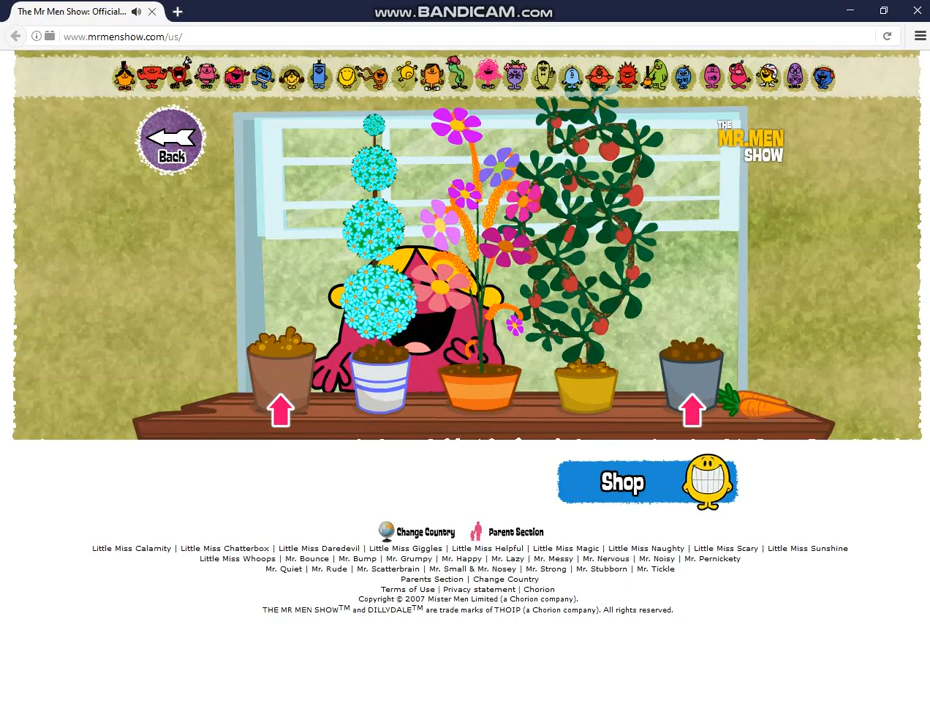 The Mr Men Show: Official...
www.BANDICAM.com
www.mrmenshow.com/us/
Back
THE
MR.MEN
SHOW
Shop
Change Country
Parent Section
Little Miss Calamity | Little Miss Chatterbox | Little Miss Daredevil | Little Miss Giggles | Little Miss Helpful | Little Miss Magic | Little Miss Naughty | Little Miss Scary | Little Miss Sunshine
Little Miss Whoops | Mr. Bounce | Mr. Bump | Mr. Grumpy | Mr. Happy | Mr. Lazy | Mr. Messy | Mr. Nervous | Mr. Noisy | Mr. Pernickety
Mr. Quiet | Mr. Rude | Mr. Scatterbrain | Mr. Small & Mr. Nosey | Mr. Strong | Mr. Stubborn | Mr. Tickle
Parents Section | Change Country
Terms of Use | Privacy statement | Chorion
Copyright © 2007 Mister Men Limited (a Chorion company).
THE MR MEN SHOW™ and DILLYDALE™ are trade marks of THOIP (a Chorion company). All rights reserved.